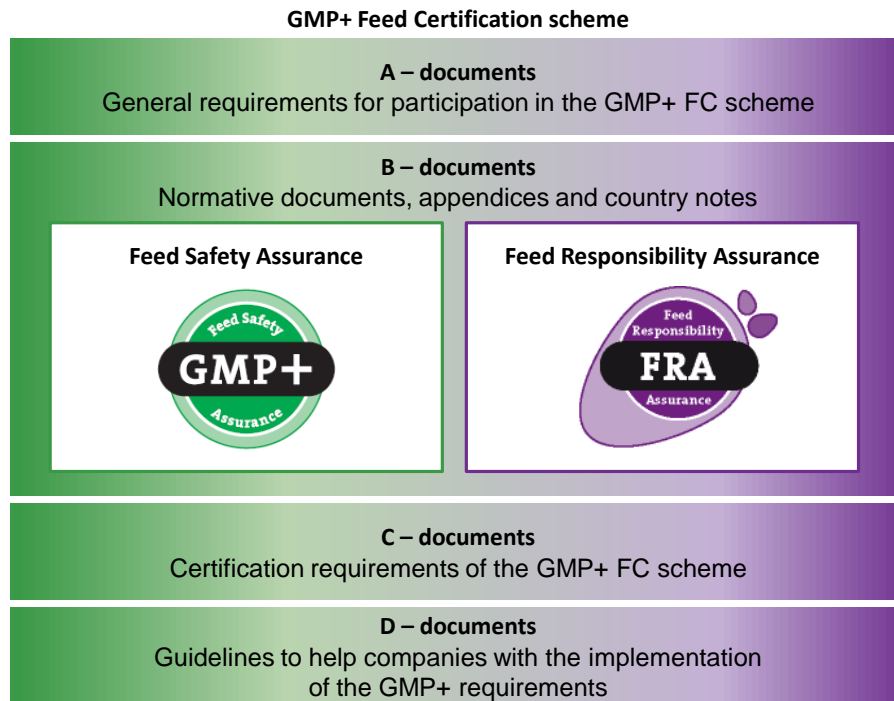 GMP+ Feed Certification scheme
A – documents
General requirements for participation in the GMP+ FC scheme
B – documents
Normative documents, appendices and country notes
Feed Safety Assurance
Feed Safety
GMP+
Assurance
Feed Responsibility Assurance
Feed
Responsibility
FRA
Assurance
C – documents
Certification requirements of the GMP+ FC scheme
D – documents
Guidelines to help companies with the implementation
of the GMP+ requirements